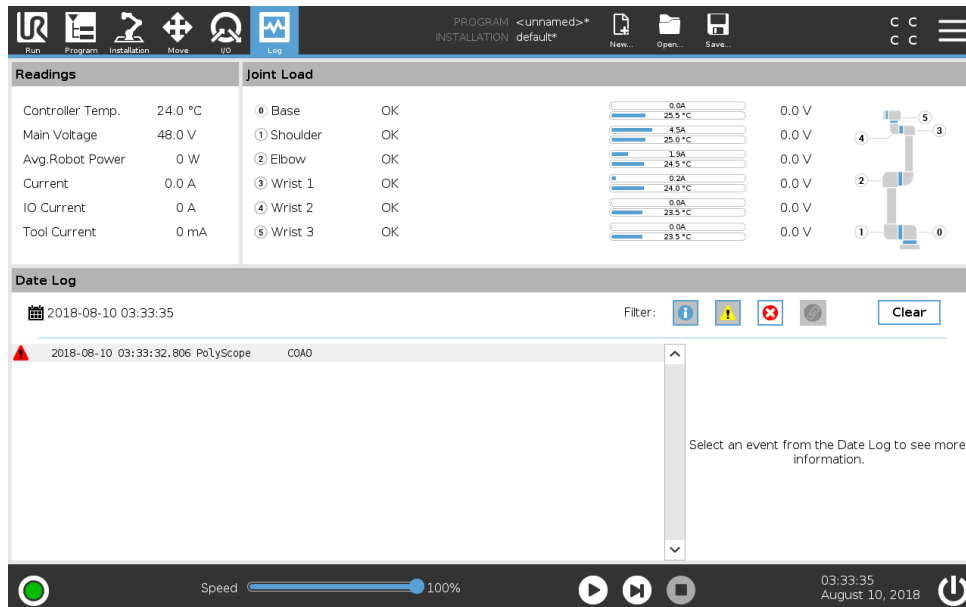 PROGRAM <unnamed>*
INSTALLATION default*
Run Program Installation Move I/O Log New... Open... Save...
C C
C C
Readings
Controller Temp. 24.0 °C
Main Voltage 48.0 V
Avg.Robot Power 0 W
Current 0.0 A
IO Current 0 A
Tool Current 0 mA
Joint Load
0 Base OK 0.0A 25.5 °C 0.0 V
1 Shoulder OK 4.5A 25.0 °C 0.0 V
2 Elbow OK 1.9A 24.5 °C 0.0 V
3 Wrist 1 OK 0.2A 24.0 °C 0.0 V
4 Wrist 2 OK 0.0A 23.5 °C 0.0 V
5 Wrist 3 OK 0.0A 23.5 °C 0.0 V
5
4 3
2
1 0
Date Log
2018-08-10 03:33:35 Filter: Clear
2018-08-10 03:33:32.806 PolyScope C0A0
Select an event from the Date Log to see more
information.
Speed 100%
03:33:35
August 10, 2018